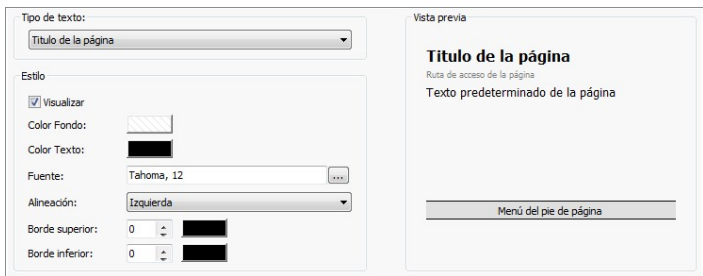 Tipo de texto:
Titulo de la página
Estilo
Visualizar
Color Fondo:
Color Texto:
Fuente: Tahoma, 12 ...
Alineación: Izquierda
Borde superior: 0
Borde inferior: 0
Vista previa
Titulo de la página
Ruta de acceso de la página
Texto predeterminado de la página
Menú del pie de página